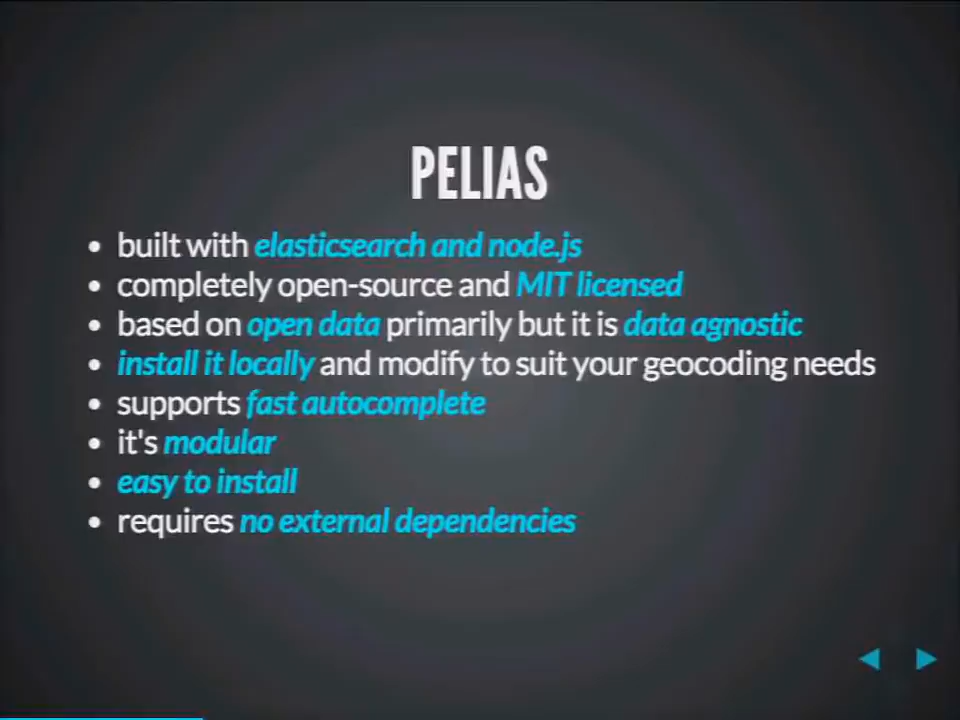 PELIAS
• built with elasticsearch and node.js
• completely open-source and MIT licensed
• based on open data primarily but it is data agnostic
• install it locally and modify to suit your geocoding needs
• supports fast autocomplete
• it's modular
• easy to install
• requires no external dependencies